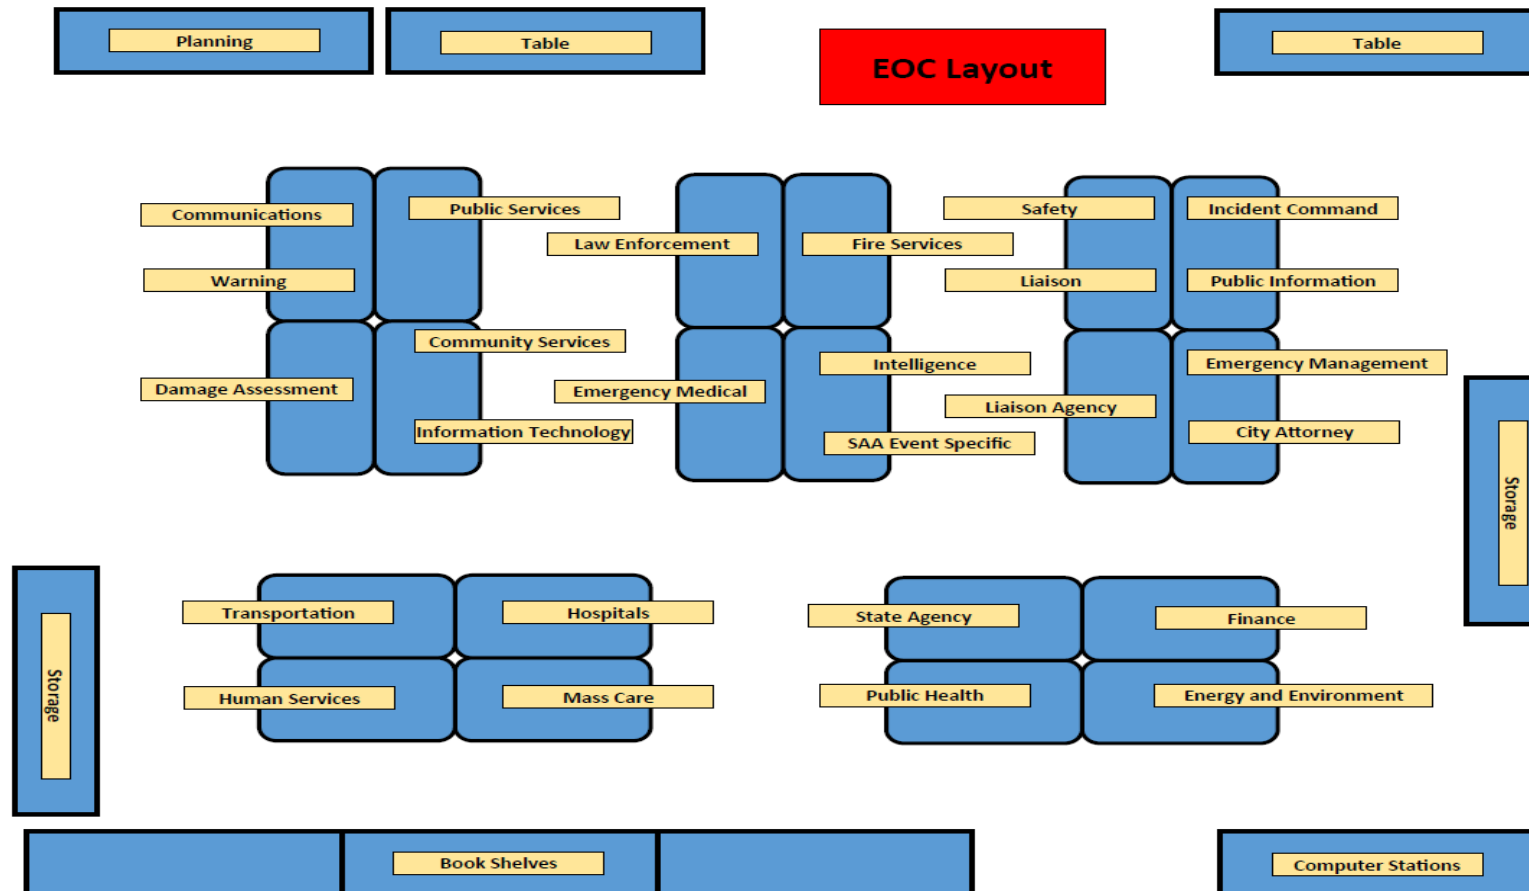 Planning
Table
EOC Layout
Table
Communications
Public Services
Warning
Community Services
Damage Assessment
Information Technology
Law Enforcement
Fire Services
Emergency Medical
Intelligence
SAA Event Specific
Safety
Incident Command
Liaison
Public Information
Emergency Management
Liaison Agency
City Attorney
Storage
Storage
Transportation
Hospitals
Human Services
Mass Care
State Agency
Finance
Public Health
Energy and Environment
Book Shelves
Computer Stations